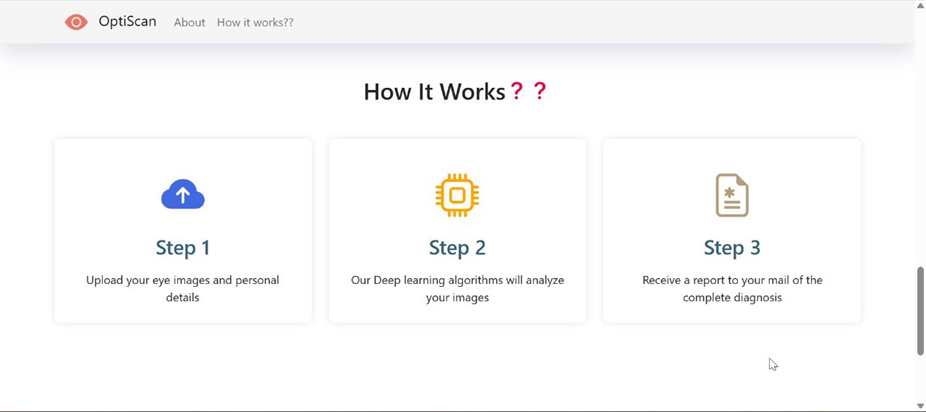 OptiScan About How it works??
How It Works❓❓
Step 1
Upload your eye images and personal
details
Step 2
Our Deep learning algorithms will analyze
your images
Step 3
Receive a report to your mail of the
complete diagnosis